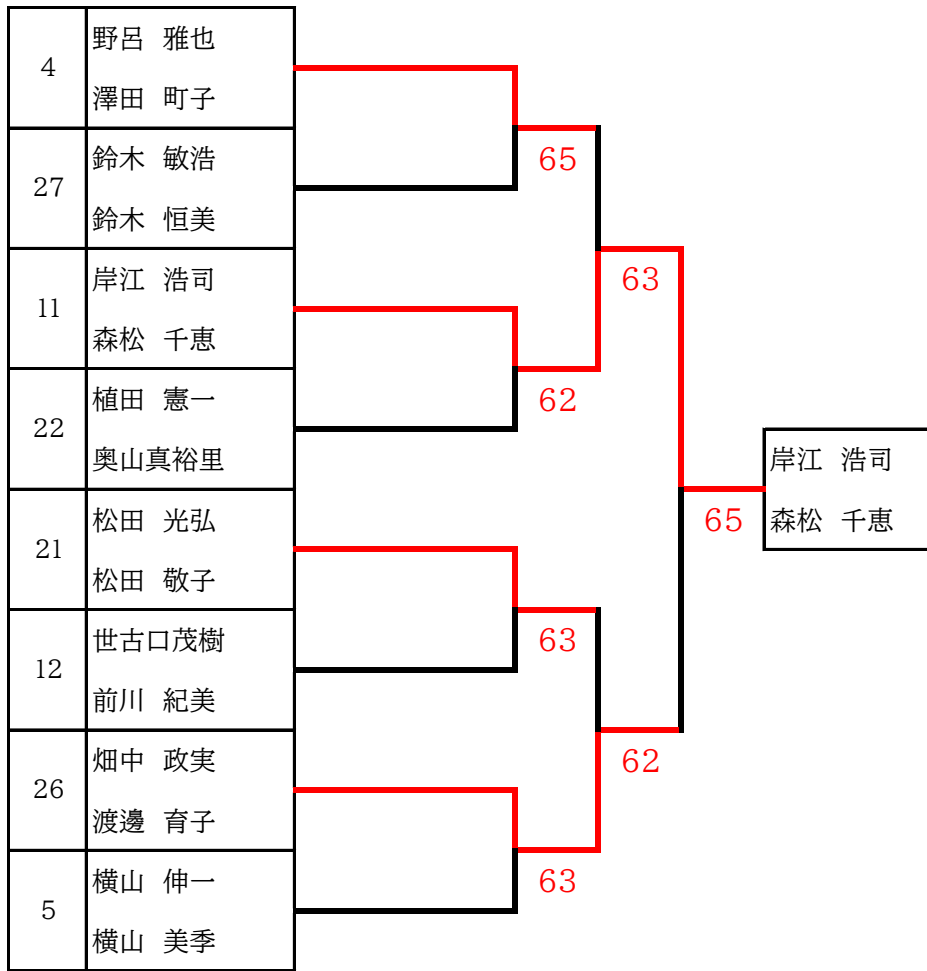 4
野呂 雅也
澤田 町子
27
鈴木 敏浩
鈴木 恒美
11
岸江 浩司
森松 千恵
22
植田 憲一
奥山真裕里
21
松田 光弘
松田 敬子
12
世古口茂樹
前川 紀美
26
畑中 政実
渡邊 育子
5
横山 伸一
横山 美季
65
62
63
63
63
62
65
岸江 浩司
森松 千恵